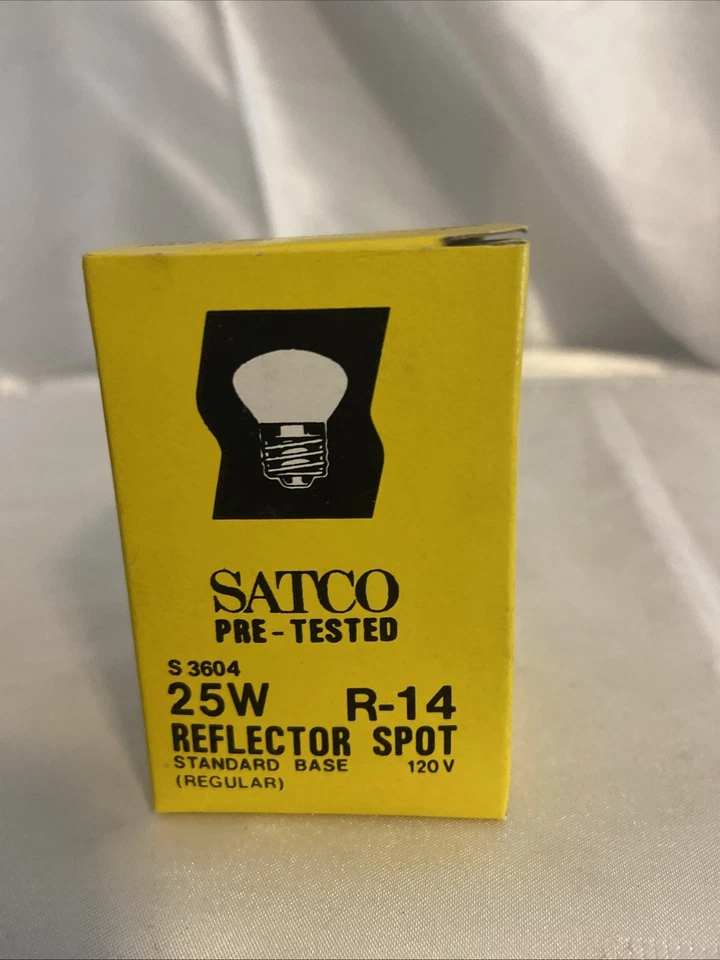 SATCO
PRE-TESTED
S 3604
25W R-14
REFLECTOR SPOT
STANDARD BASE 120V
(REGULAR)